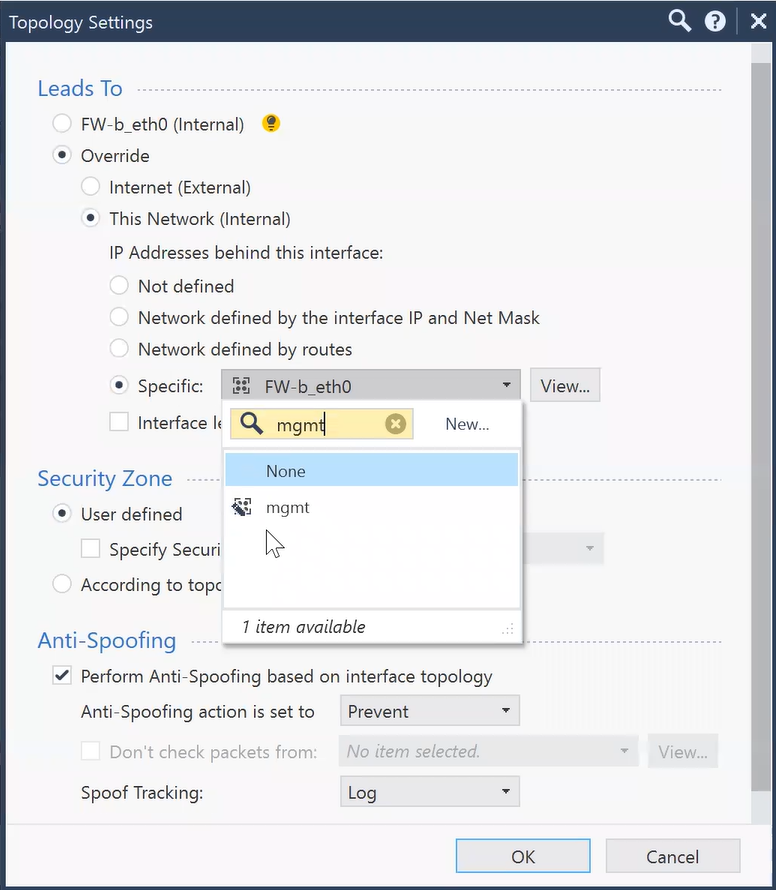 Topology Settings
Leads To
FW-b_eth0 (Internal)
Override
Internet (External)
This Network (Internal)
IP Addresses behind this interface:
Not defined
Network defined by the interface IP and Net Mask
Network defined by routes
Specific: FW-b_eth0 View...
Interface le
mgmt New...
None
mgmt
1 item available
Security Zone
User defined
Specify Securi
According to topo
Anti-Spoofing
Perform Anti-Spoofing based on interface topology
Anti-Spoofing action is set to Prevent
Don't check packets from: No item selected. View...
Spoof Tracking: Log
OK Cancel